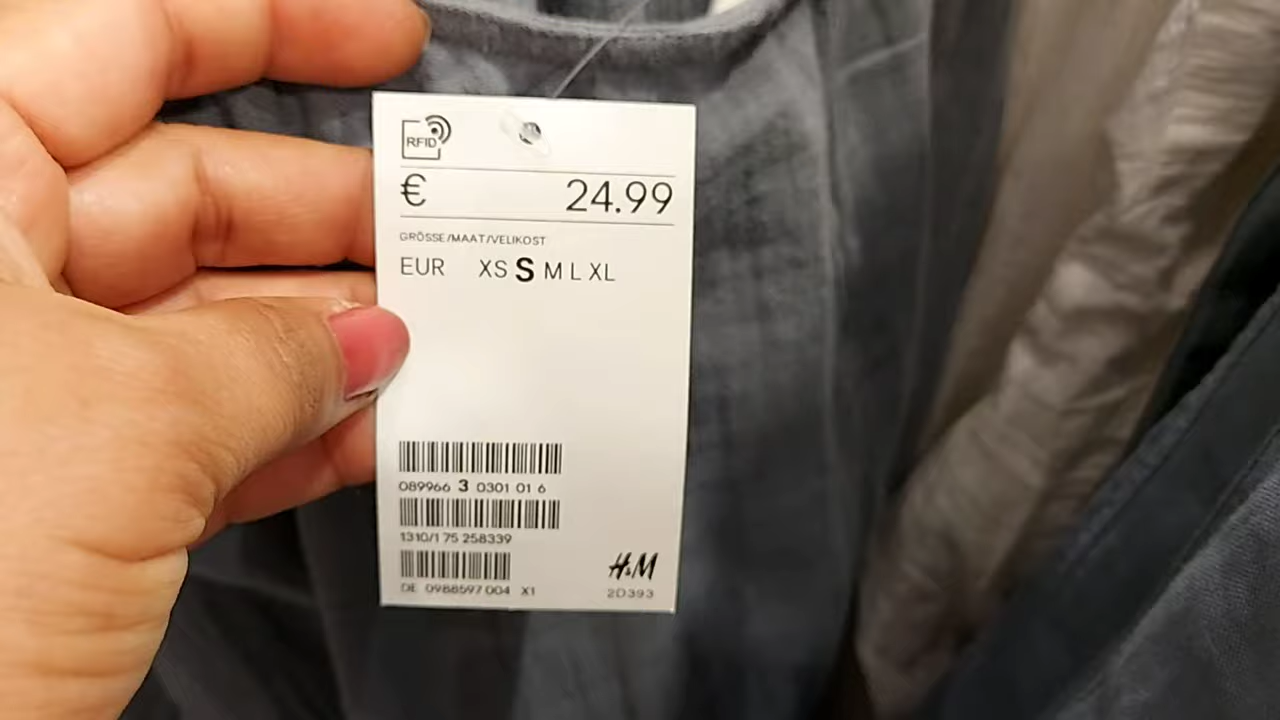 RFID
€ 24.99
GRÖSSE/MAAT/VELIKOST
EUR XS S M L XL
089966 3 0301 01 6
1310/1 75 258339
H&M
DE 0988597 004 X1
2D393